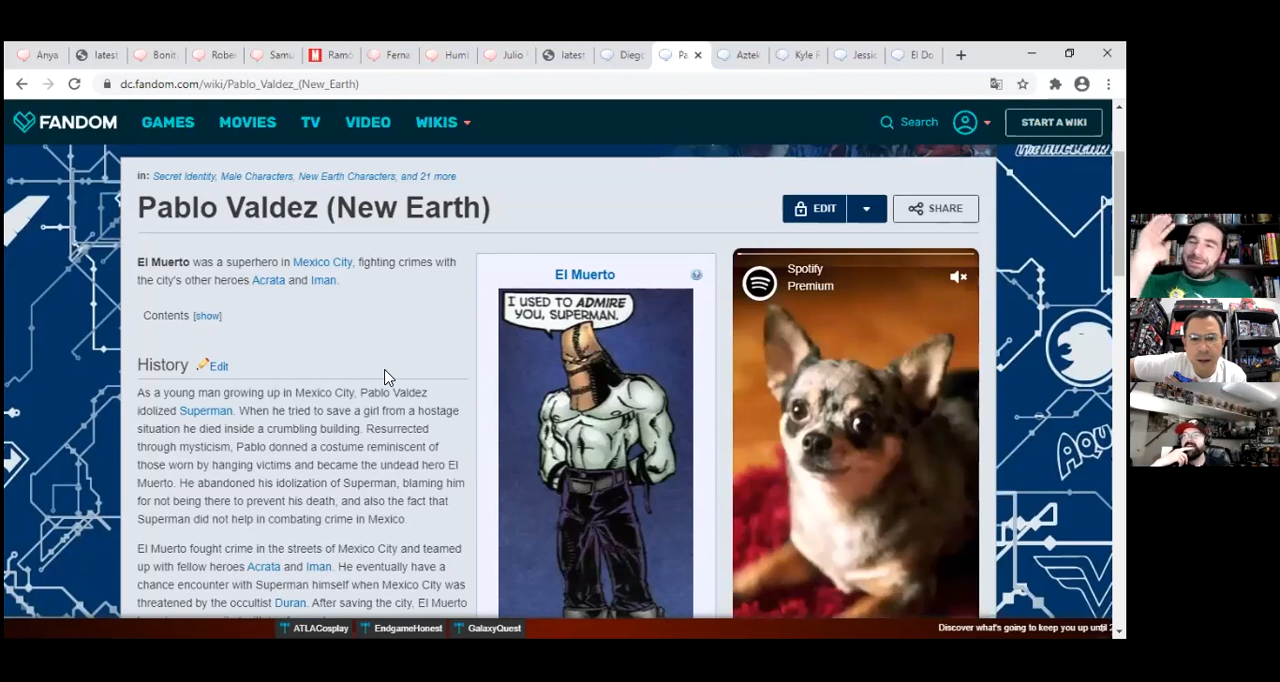 Anya
latest
Bonit
Rober
Samu
Ramó
Ferna
Humi
Julio
latest
Diego
Pa
Aztek
Kyle F
Jessic
El Do
dc.fandom.com/wiki/Pablo_Valdez_(New_Earth)
FANDOM GAMES MOVIES TV VIDEO WIKIS Search START A WIKI
in: Secret Identity, Male Characters, New Earth Characters, and 21 more
Pablo Valdez (New Earth)
EDIT
SHARE
El Muerto was a superhero in Mexico City, fighting crimes with
the city's other heroes Acrata and Iman.
Contents [show]
History Edit
As a young man growing up in Mexico City, Pablo Valdez
idolized Superman. When he tried to save a girl from a hostage
situation he died inside a crumbling building. Resurrected
through mysticism, Pablo donned a costume reminiscent of
those worn by hanging victims and became the undead hero El
Muerto. He abandoned his idolization of Superman, blaming him
for not being there to prevent his death, and also the fact that
Superman did not help in combating crime in Mexico.
El Muerto fought crime in the streets of Mexico City and teamed
up with fellow heroes Acrata and Iman. He eventually have a
chance encounter with Superman himself when Mexico City was
threatened by the occultist Duran. After saving the city, El Muerto
El Muerto
I USED TO ADMIRE
YOU, SUPERMAN.
Spotify
Premium
AQU
ATLACosplay EndgameHonest GalaxyQuest
Discover what's going to keep you up until